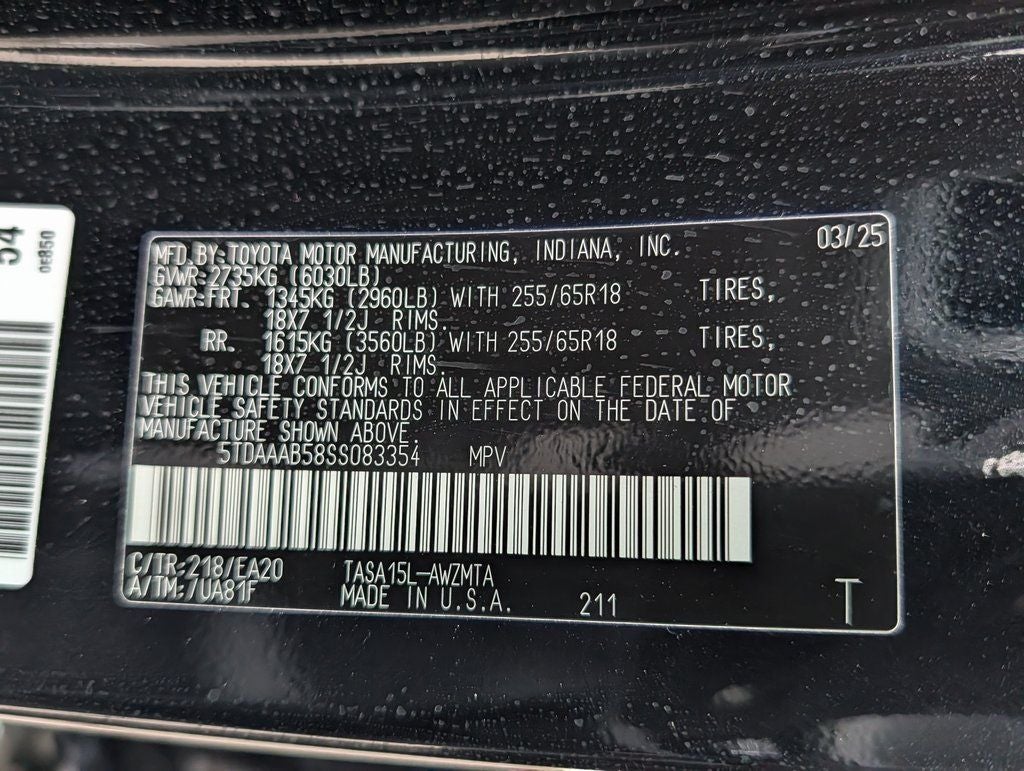 54
0E850
03/25
MFD.BY:TOYOTA MOTOR MANUFACTURING, INDIANA, INC.
GVWR:2735KG (6030LB)
GAWR:FRT. 1345KG (2960LB) WITH 255/65R18 TIRES,
18X7 1/2J RIMS.
RR. 1615KG (3560LB) WITH 255/65R18 TIRES,
18X7 1/2J RIMS.
THIS VEHICLE CONFORMS TO ALL APPLICABLE FEDERAL MOTOR
VEHICLE SAFETY STANDARDS IN EFFECT ON THE DATE OF
MANUFACTURE SHOWN ABOVE.
5TDAAAB58SS083354 MPV
C/TR:218/EA20 TASA15L-AWZMTA
A/TM:/UA81F MADE IN U.S.A. 211 T